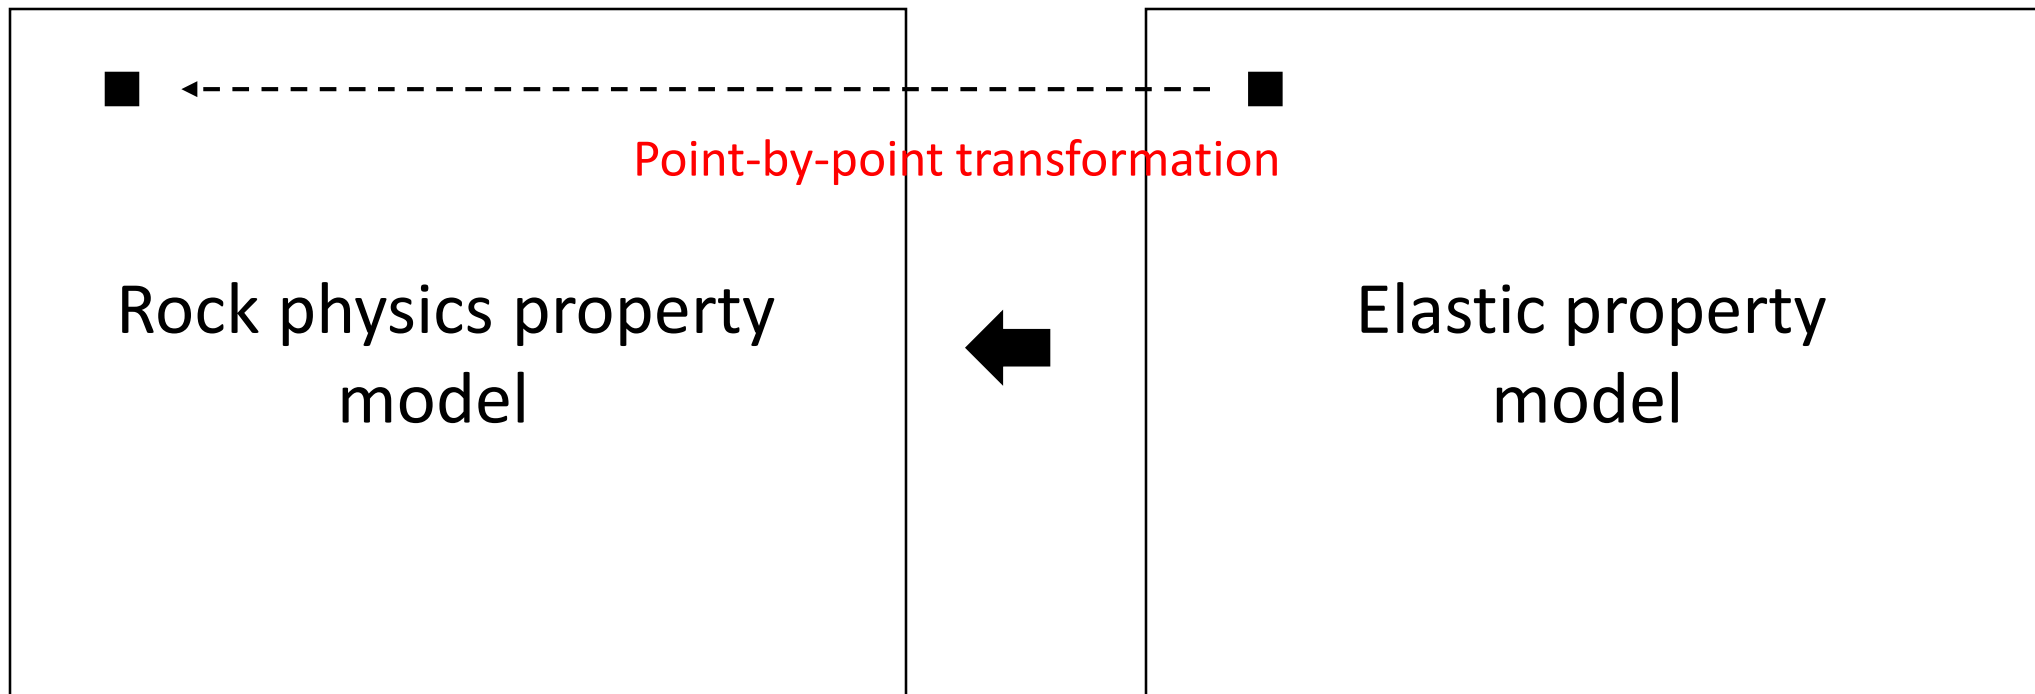 Point-by-point transformation
Rock physics property
model
Elastic property
model